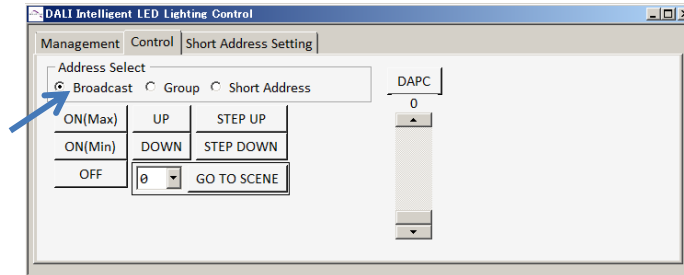 DALI Intelligent LED Lighting Control
Management Control Short Address Setting
Address Select
Broadcast Group Short Address
DAPC
0
ON(Max) UP STEP UP
ON(Min) DOWN STEP DOWN
OFF 0 GO TO SCENE